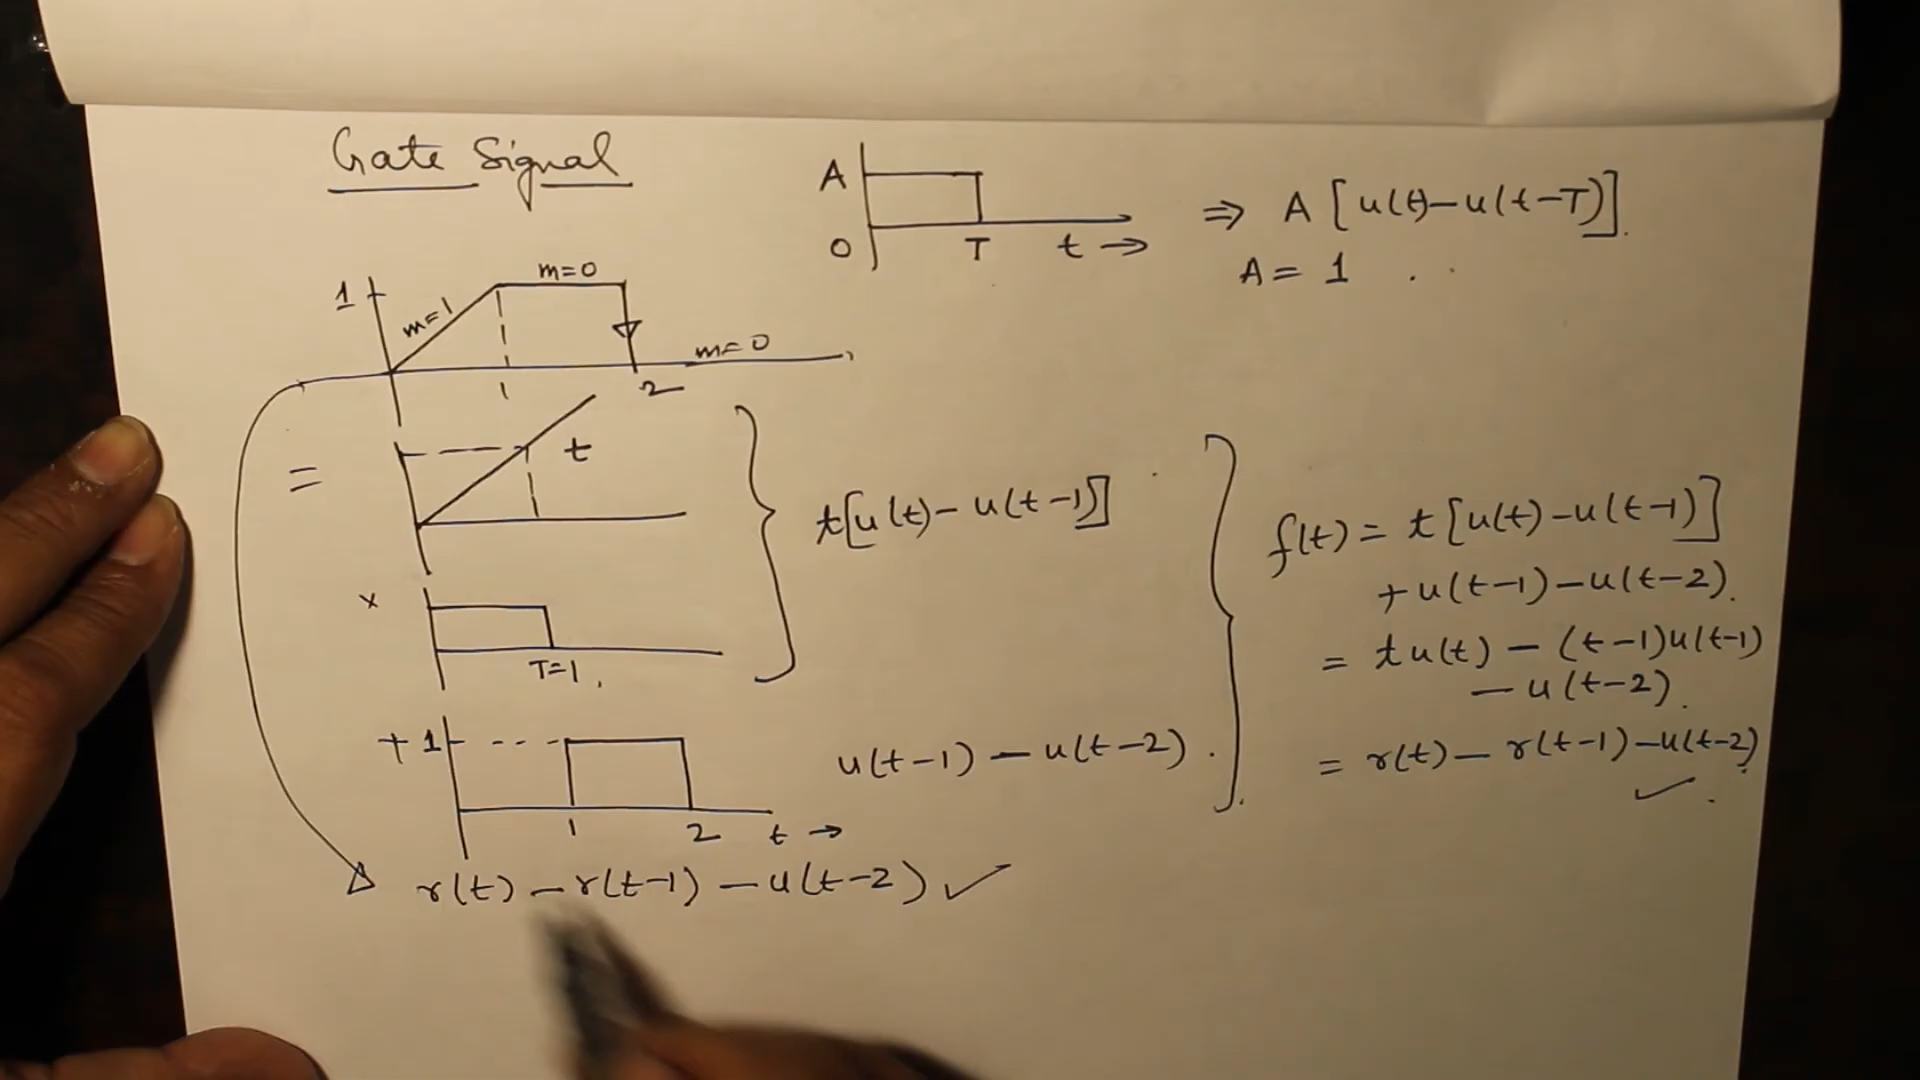 Gate Signal
A
0 T t →
⇒ A [u(t)-u(t-T)].
A = 1
1 m=1 m=0
m=0
1 2
= t
t[u(t)-u(t-1)]
x
T=1.
+ 1
1 2 t →
u(t-1) - u(t-2).
f(t) = t[u(t)-u(t-1)]
+u(t-1)-u(t-2).
= tu(t) - (t-1)u(t-1)
- u(t-2).
= r(t) - r(t-1) - u(t-2) ✓.
r(t) - r(t-1) - u(t-2) ✓